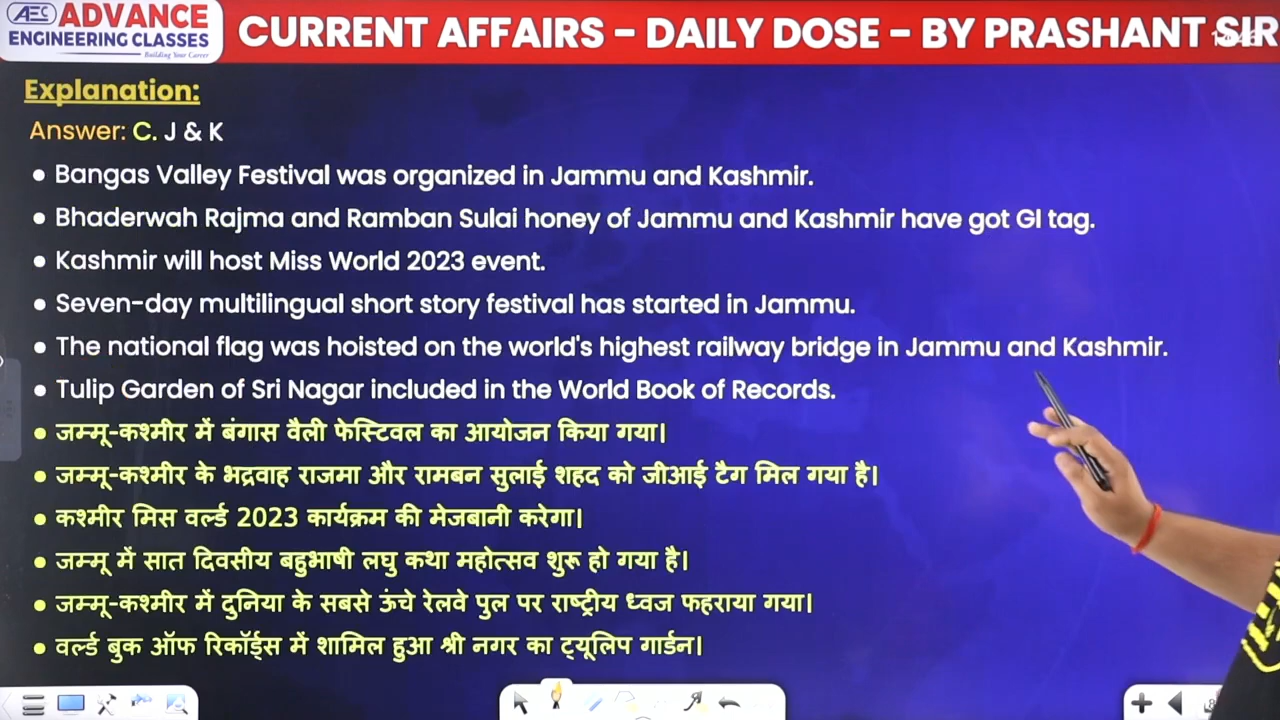 AEC ADVANCE
ENGINEERING CLASSES
Building Your Career
CURRENT AFFAIRS - DAILY DOSE - BY PRASHANT SIR
Explanation:
Answer: C. J & K
● Bangas Valley Festival was organized in Jammu and Kashmir.
● Bhaderwah Rajma and Ramban Sulai honey of Jammu and Kashmir have got GI tag.
● Kashmir will host Miss World 2023 event.
● Seven-day multilingual short story festival has started in Jammu.
● The national flag was hoisted on the world's highest railway bridge in Jammu and Kashmir.
● Tulip Garden of Sri Nagar included in the World Book of Records.
● जम्मू-कश्मीर में बंगास वैली फेस्टिवल का आयोजन किया गया।
● जम्मू-कश्मीर के भद्रवाह राजमा और रामबन सुलाई शहद को जीआई टैग मिल गया है।
● कश्मीर मिस वर्ल्ड 2023 कार्यक्रम की मेजबानी करेगा।
● जम्मू में सात दिवसीय बहुभाषी लघु कथा महोत्सव शुरू हो गया है।
● जम्मू-कश्मीर में दुनिया के सबसे ऊंचे रेलवे पुल पर राष्ट्रीय ध्वज फहराया गया।
● वर्ल्ड बुक ऑफ रिकॉर्ड्स में शामिल हुआ श्री नगर का ट्यूलिप गार्डन।